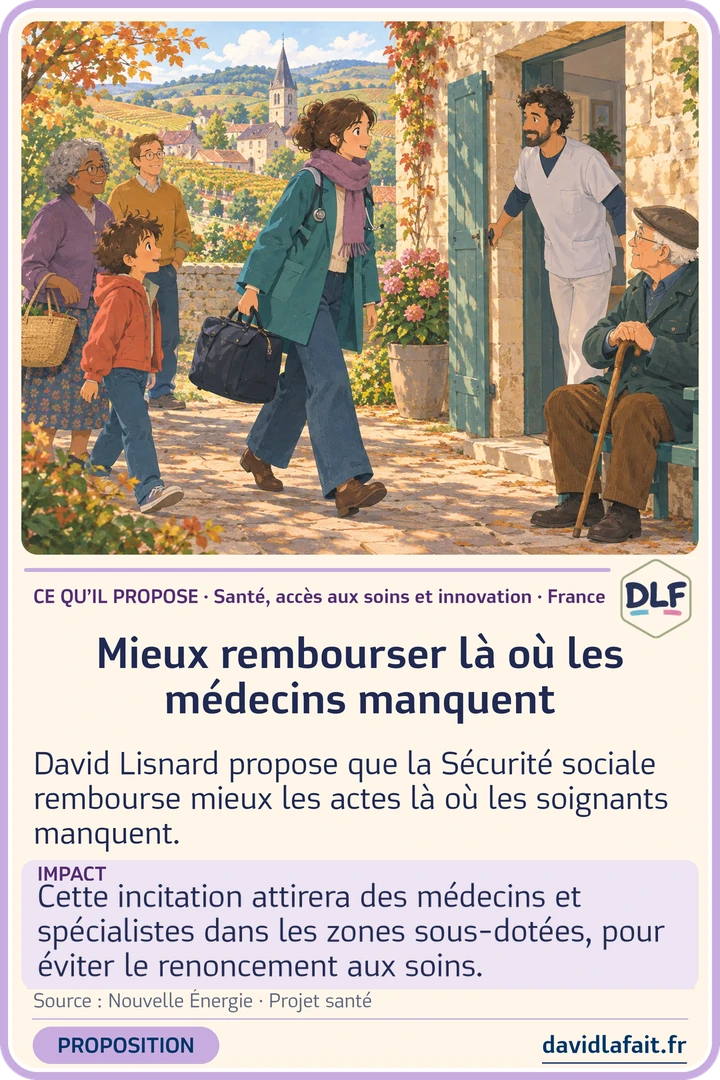 CE QU'IL PROPOSE · Santé, accès aux soins et innovation · France
DLF
Mieux rembourser là où les
médecins manquent
David Lisnard propose que la Sécurité sociale
rembourse mieux les actes là où les soignants
manquent.
IMPACT
Cette incitation attirera des médecins et
spécialistes dans les zones sous-dotées, pour
éviter le renoncement aux soins.
Source : Nouvelle Énergie · Projet santé
PROPOSITION
davidlafait.fr